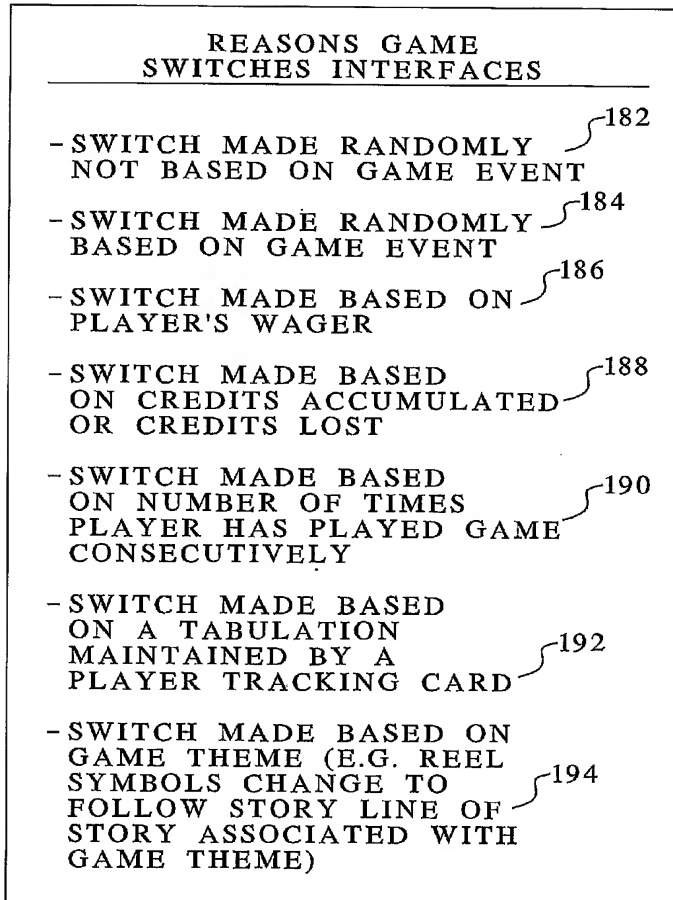 REASONS GAME
SWITCHES INTERFACES
182
- SWITCH MADE RANDOMLY
NOT BASED ON GAME EVENT
184
- SWITCH MADE RANDOMLY
BASED ON GAME EVENT
186
- SWITCH MADE BASED ON
PLAYER'S WAGER
- SWITCH MADE BASED
188
ON CREDITS ACCUMULATED
OR CREDITS LOST
- SWITCH MADE BASED
190
ON NUMBER OF TIMES
PLAYER HAS PLAYED GAME
CONSECUTIVELY
- SWITCH MADE BASED
ON A TABULATION
192
MAINTAINED BY A
PLAYER TRACKING CARD
- SWITCH MADE BASED ON
GAME THEME (E.G. REEL
194
SYMBOLS CHANGE TO
FOLLOW STORY LINE OF
STORY ASSOCIATED WITH
GAME THEME)